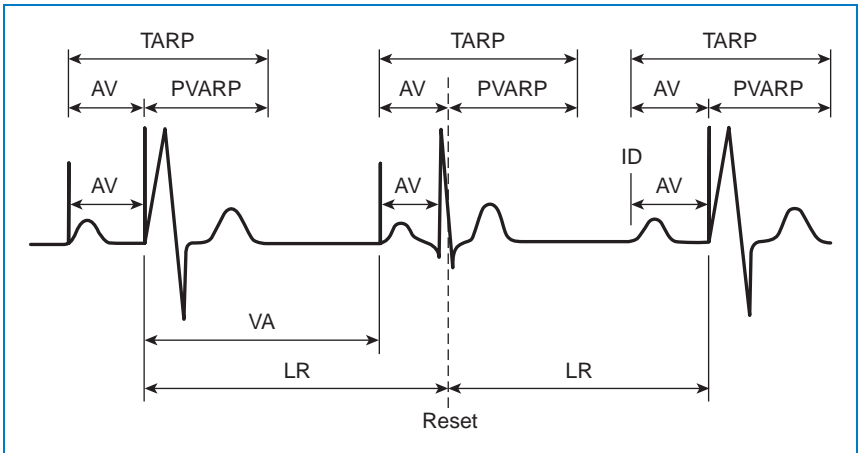 TARP TARP TARP
AV PVARP AV PVARP AV PVARP
ID
AV AV AV
VA
LR LR
Reset